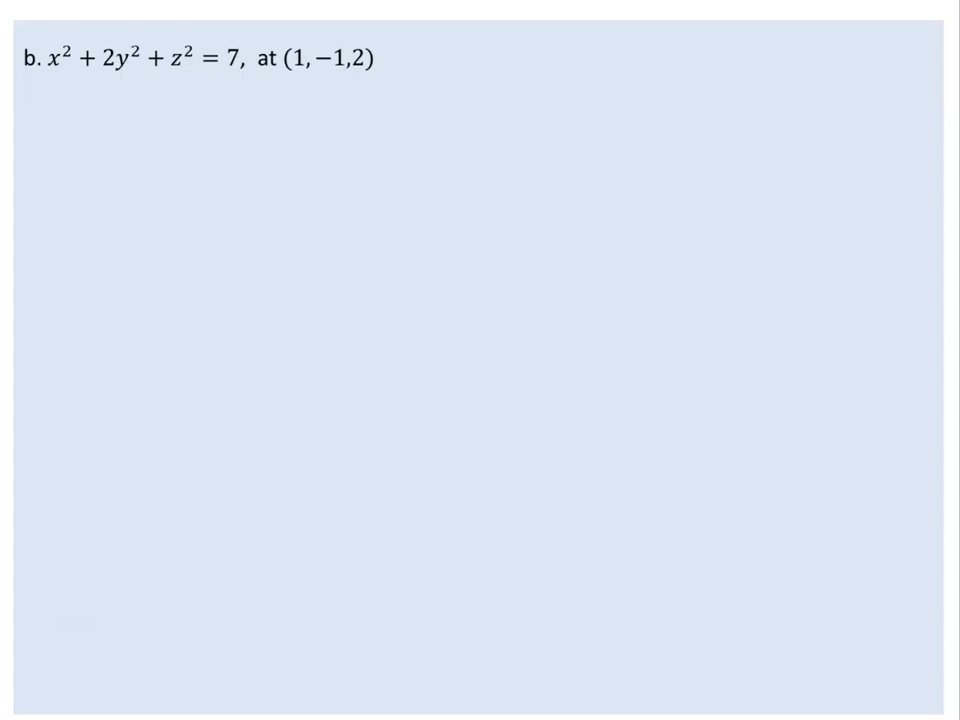 b. 𝑥² + 2𝑦² + 𝑧² = 7, at (1, −1,2)